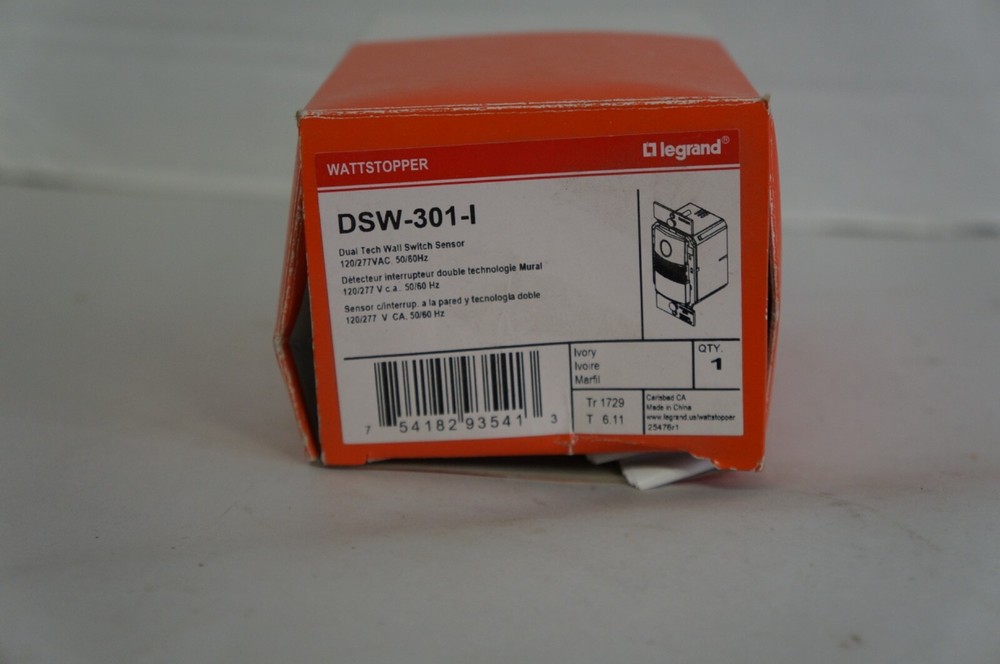 WATTSTOPPER
legrand®
DSW-301-I
Dual Tech Wall Switch Sensor
120/277VAC. 50/60Hz
Détecteur interrupteur double technologie Mural
120/277 V c.a.. 50/60 Hz
Sensor c/interrup. a la pared y tecnologia doble
120/277 V CA, 50/60 Hz
7 54182 93541 3
Ivory
Ivoire
Marfil
QTY.
1
Tr 1729
T 6.11
Carlsbad CA
Made in China
www.legrand.us/wattstopper
25476r1